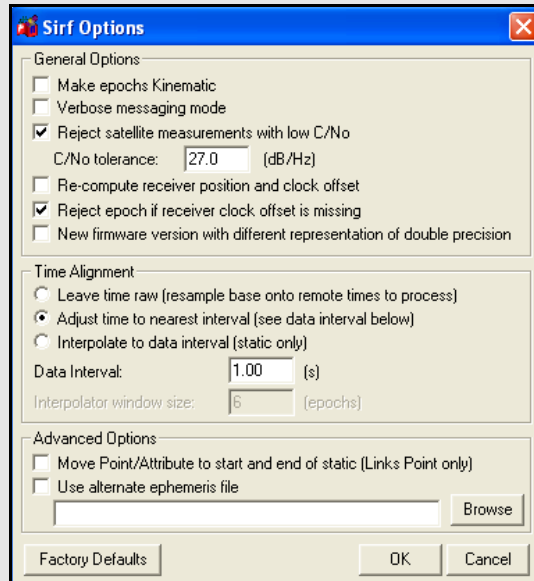 Sirf Options
General Options
Make epochs Kinematic
Verbose messaging mode
Reject satellite measurements with low C/No
C/No tolerance: 27.0 (dB/Hz)
Re-compute receiver position and clock offset
Reject epoch if receiver clock offset is missing
New firmware version with different representation of double precision
Time Alignment
Leave time raw (resample base onto remote times to process)
Adjust time to nearest interval (see data interval below)
Interpolate to data interval (static only)
Data Interval: 1.00 (s)
Interpolator window size: 6 (epochs)
Advanced Options
Move Point/Attribute to start and end of static (Links Point only)
Use alternate ephemeris file
Browse
Factory Defaults OK Cancel